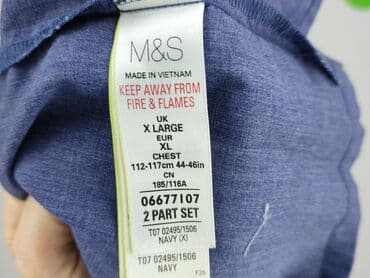 M&S
MADE IN VIETNAM
KEEP AWAY FROM
FIRE & FLAMES
UK
X LARGE
EUR
XL
CHEST
112-117cm 44-46in
CN
185/116A
06677107
2 PART SET
T07 02495/1506
NAVY (X)
T07 02495/1506
NAVY